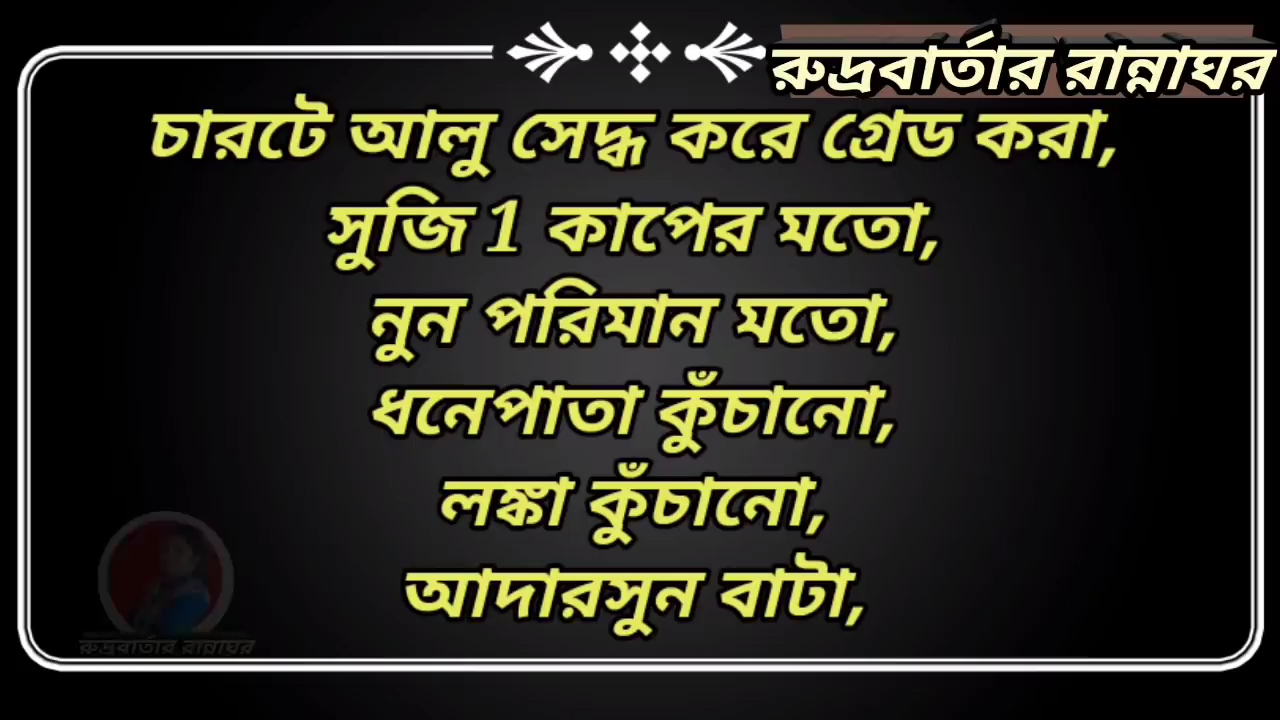 রুদ্রবার্তার রান্নাঘর
চারটে আলু সেদ্ধ করে গ্রেড করা,
সুজি 1 কাপের মতো,
নুন পরিমান মতো,
ধনেপাতা কুঁচানো,
লঙ্কা কুঁচানো,
আদারসুন বাটা,
রুদ্রবার্তার রান্নাঘর